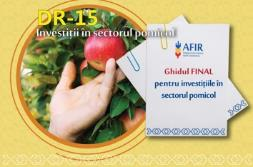 DR-15
Investiții în sectorul pomicol
AFIR
Ghidul FINAL
pentru investițiile în
sectorul pomicol